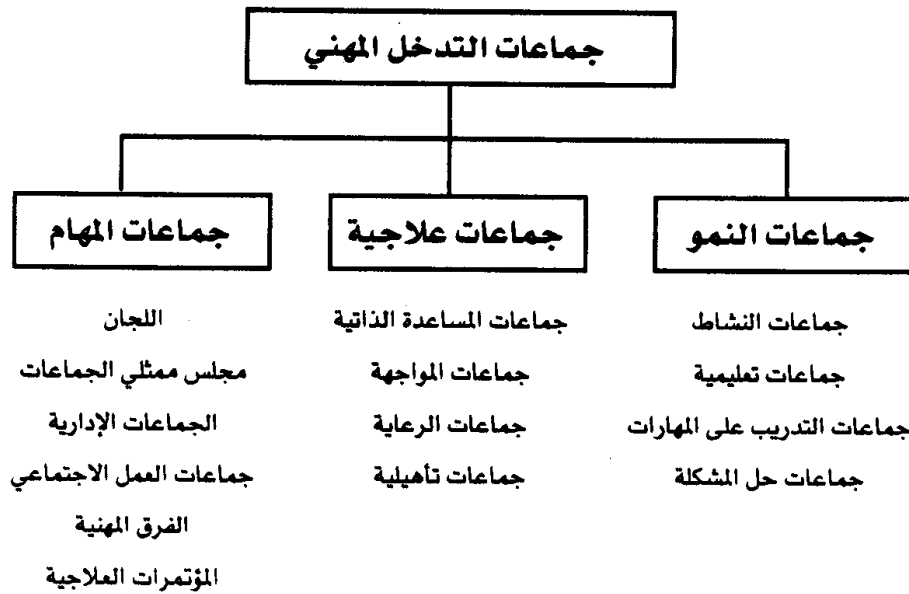 جماعات التدخل المهني
جماعات النمو
جماعات النشاط
جماعات تعليمية
جماعات التدريب على المهارات
جماعات حل المشكلة
جماعات علاجية
جماعات المساعدة الذاتية
جماعات المواجهة
جماعات الرعاية
جماعات تأهيلية
جماعات المهام
اللجان
مجلس ممثلي الجماعات
الجماعات الإدارية
جماعات العمل الاجتماعي
الفرق المهنية
المؤتمرات العلاجية